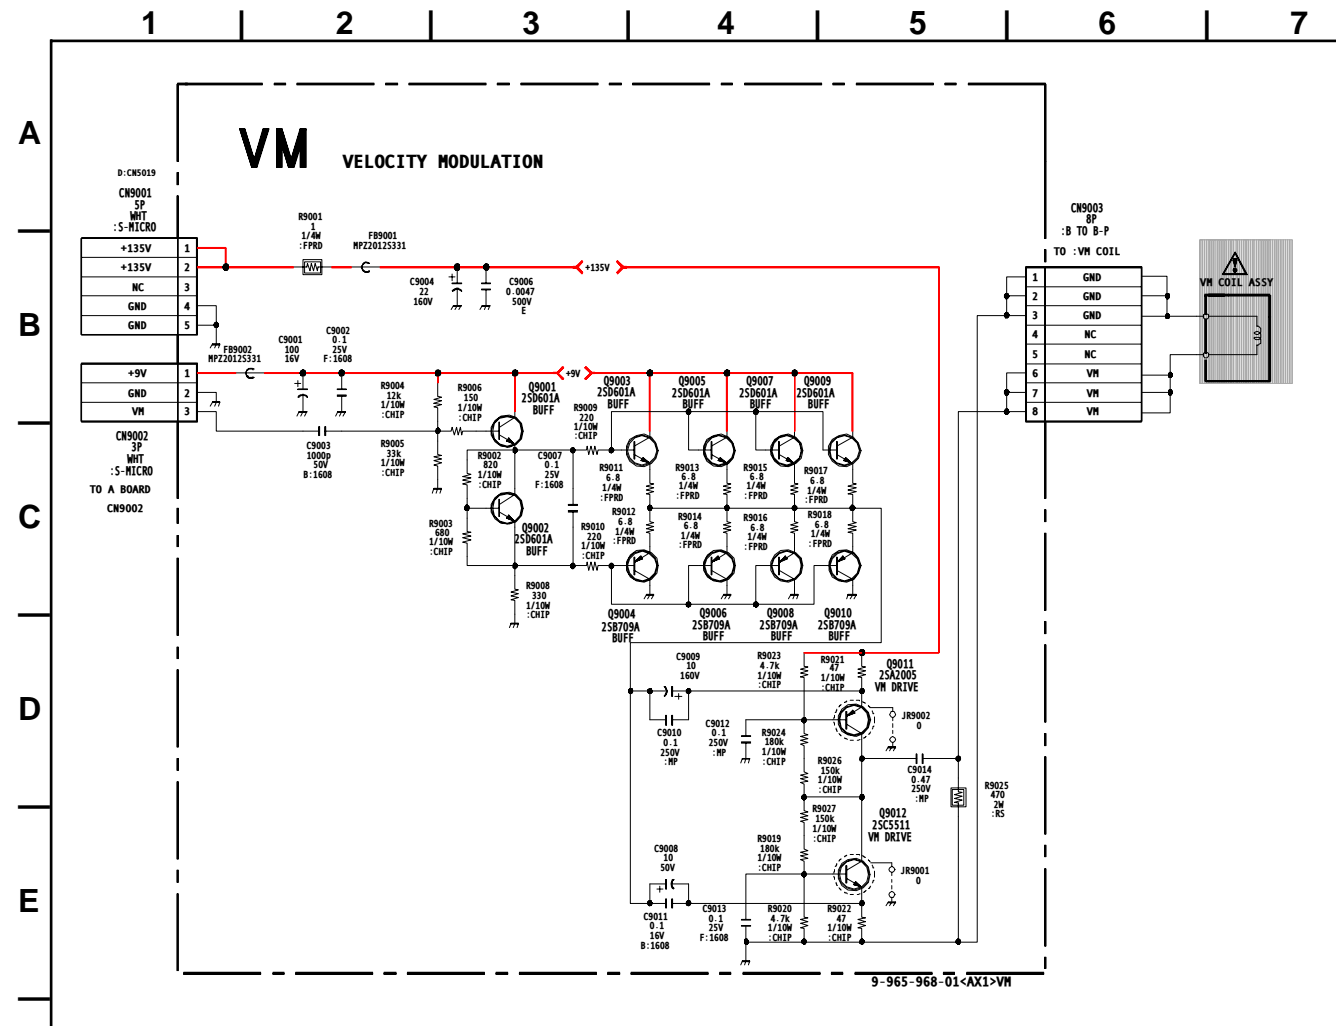 1 2 3 4 5 6 7
A
B
C
D
E
VM VELOCITY MODULATION
D:CN5019
CN9001
5P
WHT
:S-MICRO
+135V 1
+135V 2
NC 3
GND 4
GND 5
R9001
1
1/4W
:FPRD
FB9001
MPZ2012S331
C9004
22
160V
C9006
0.0047
500V
E
+135V
CN9003
8P
:B TO B-P
TO :VM COIL
1 GND
2 GND
3 GND
4 NC
5 NC
6 VM
7 VM
8 VM
VM COIL ASSY
+9V 1
GND 2
VM 3
CN9002
3P
WHT
:S-MICRO
TO A BOARD
CN9002
FB9002
MPZ2012S331
C9001
100
16V
C9002
0.1
25V
F:1608
C9003
1000p
50V
B:1608
R9004
12k
1/10W
:CHIP
R9005
33k
1/10W
:CHIP
R9006
150
1/10W
:CHIP
Q9001
2SD601A
BUFF
+9V
R9002
820
1/10W
:CHIP
R9003
680
1/10W
:CHIP
C9007
0.1
25V
F:1608
Q9002
2SD601A
BUFF
R9008
330
1/10W
:CHIP
R9009
220
1/10W
:CHIP
R9010
220
1/10W
:CHIP
Q9003
2SD601A
BUFF
Q9005
2SD601A
BUFF
Q9007
2SD601A
BUFF
Q9009
2SD601A
BUFF
R9011
6.8
1/4W
:FPRD
R9013
6.8
1/4W
:FPRD
R9015
6.8
1/4W
:FPRD
R9017
6.8
1/4W
:FPRD
R9012
6.8
1/4W
:FPRD
R9014
6.8
1/4W
:FPRD
R9016
6.8
1/4W
:FPRD
R9018
6.8
1/4W
:FPRD
Q9004
2SB709A
BUFF
Q9006
2SB709A
BUFF
Q9008
2SB709A
BUFF
Q9010
2SB709A
BUFF
C9009
10
160V
C9010
0.1
250V
:MP
C9012
0.1
250V
:MP
R9023
4.7k
1/10W
:CHIP
R9021
47
1/10W
:CHIP
Q9011
2SA2005
VM DRIVE
JR9002
0
R9024
180k
1/10W
:CHIP
R9026
150k
1/10W
:CHIP
C9014
0.47
250V
:MP
R9025
470
2W
:RS
R9027
150k
1/10W
:CHIP
Q9012
2SC5511
VM DRIVE
R9019
180k
1/10W
:CHIP
JR9001
0
C9008
10
50V
C9011
0.1
16V
B:1608
C9013
0.1
25V
F:1608
R9020
4.7k
1/10W
:CHIP
R9022
47
1/10W
:CHIP
9-965-968-01<AX1>VM